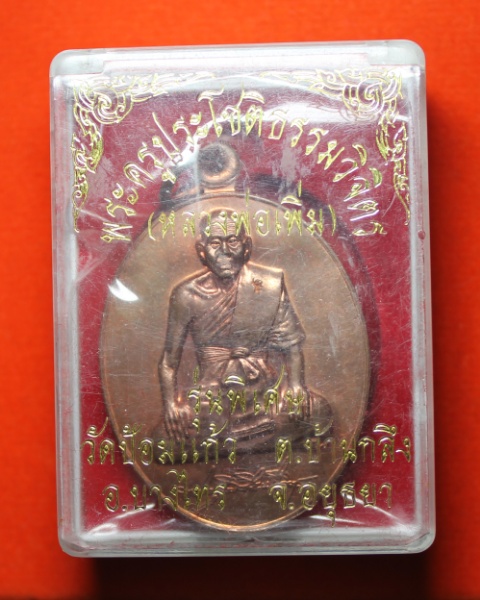 พระครูประโชติธรรมวิจิตร
(หลวงพ่อเพิ่ม)
รุ่นพิเศษ
วัดป้อมแก้ว ต.บ้านกลึง
อ.บางไทร จ.อยุธยา